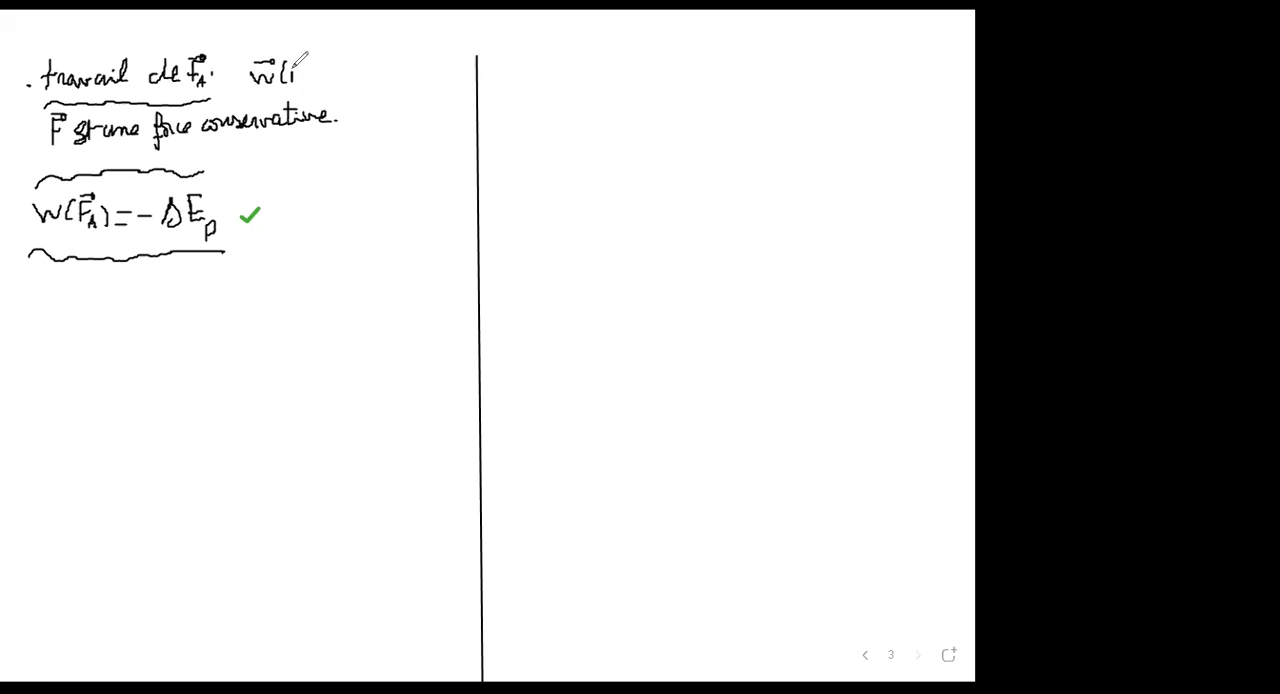 . travail de F⃗A. W⃗(F
F⃗ est une force conservative.
W(F⃗A) = - ΔEp ✓
3